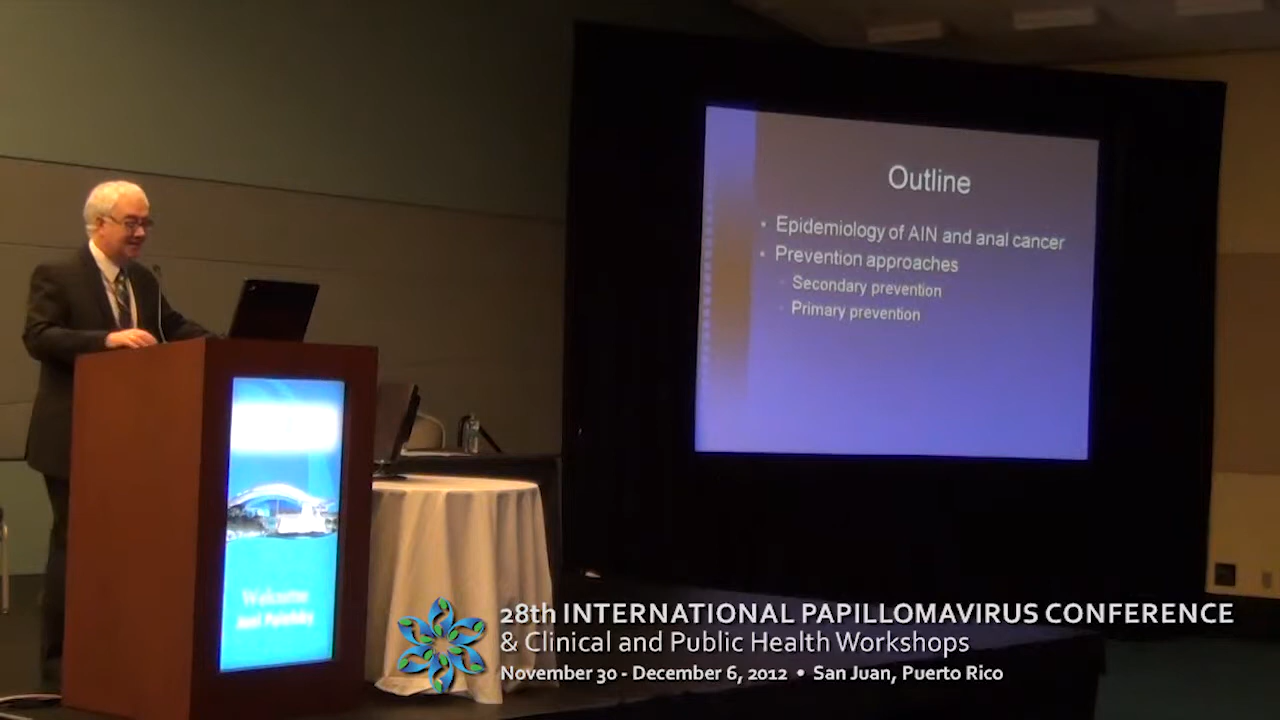 Outline
• Epidemiology of AIN and anal cancer
• Prevention approaches
Secondary prevention
Primary prevention
Welcome
28th INTERNATIONAL PAPILLOMAVIRUS CONFERENCE
& Clinical and Public Health Workshops
November 30 - December 6, 2012 • San Juan, Puerto Rico